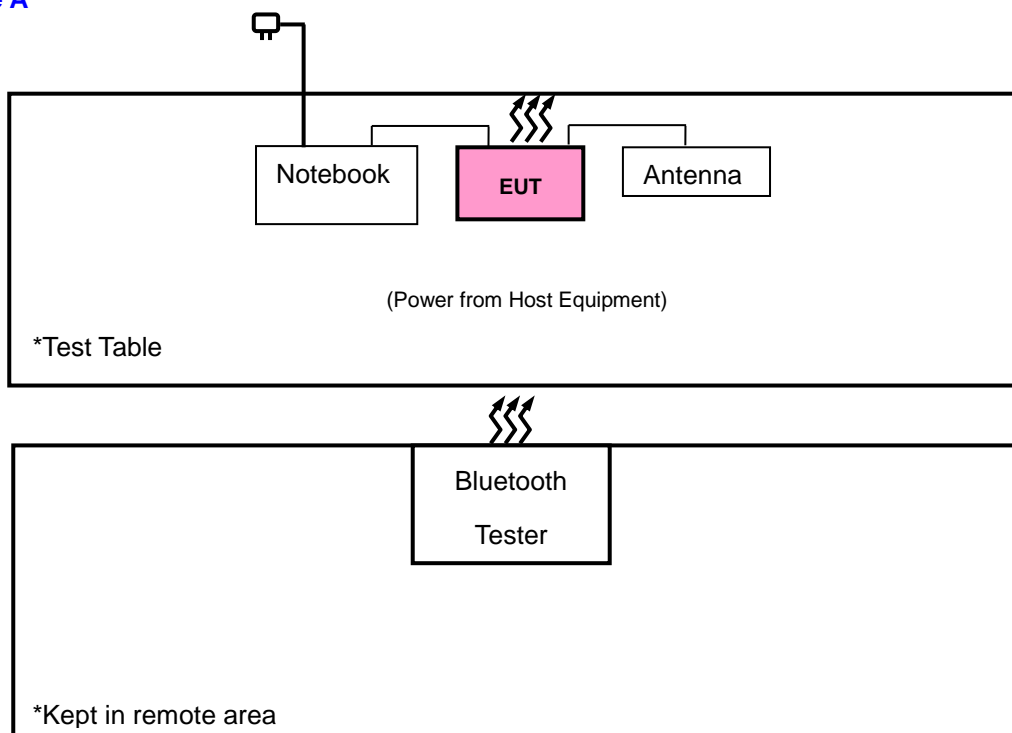 A
Notebook
EUT
Antenna
(Power from Host Equipment)
*Test Table
Bluetooth
Tester
*Kept in remote area